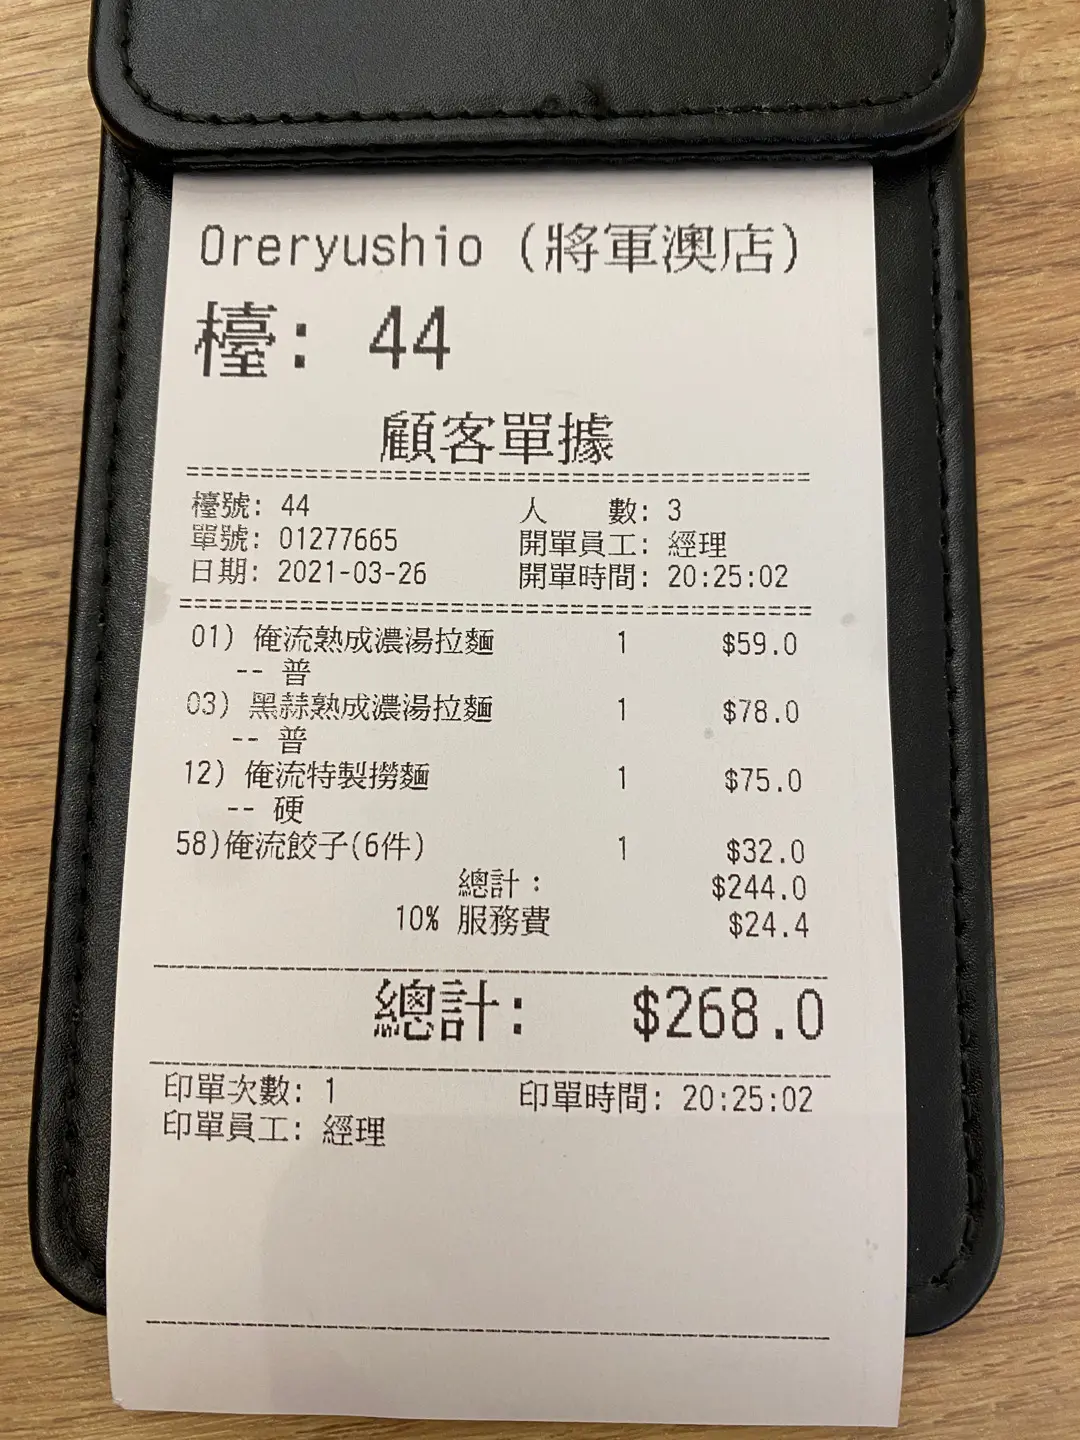 Oreryushio (將軍澳店)
檯: 44
顧客單據
檯號: 44 人 數: 3
單號: 01277665 開單員工: 經理
日期: 2021-03-26 開單時間: 20:25:02
01) 俺流熟成濃湯拉麵 1 $59.0
-- 普
03) 黑蒜熟成濃湯拉麵 1 $78.0
-- 普
12) 俺流特製撈麵 1 $75.0
-- 硬
58)俺流餃子(6件) 1 $32.0
總計: $244.0
10% 服務費 $24.4
總計: $268.0
印單次數: 1 印單時間: 20:25:02
印單員工: 經理